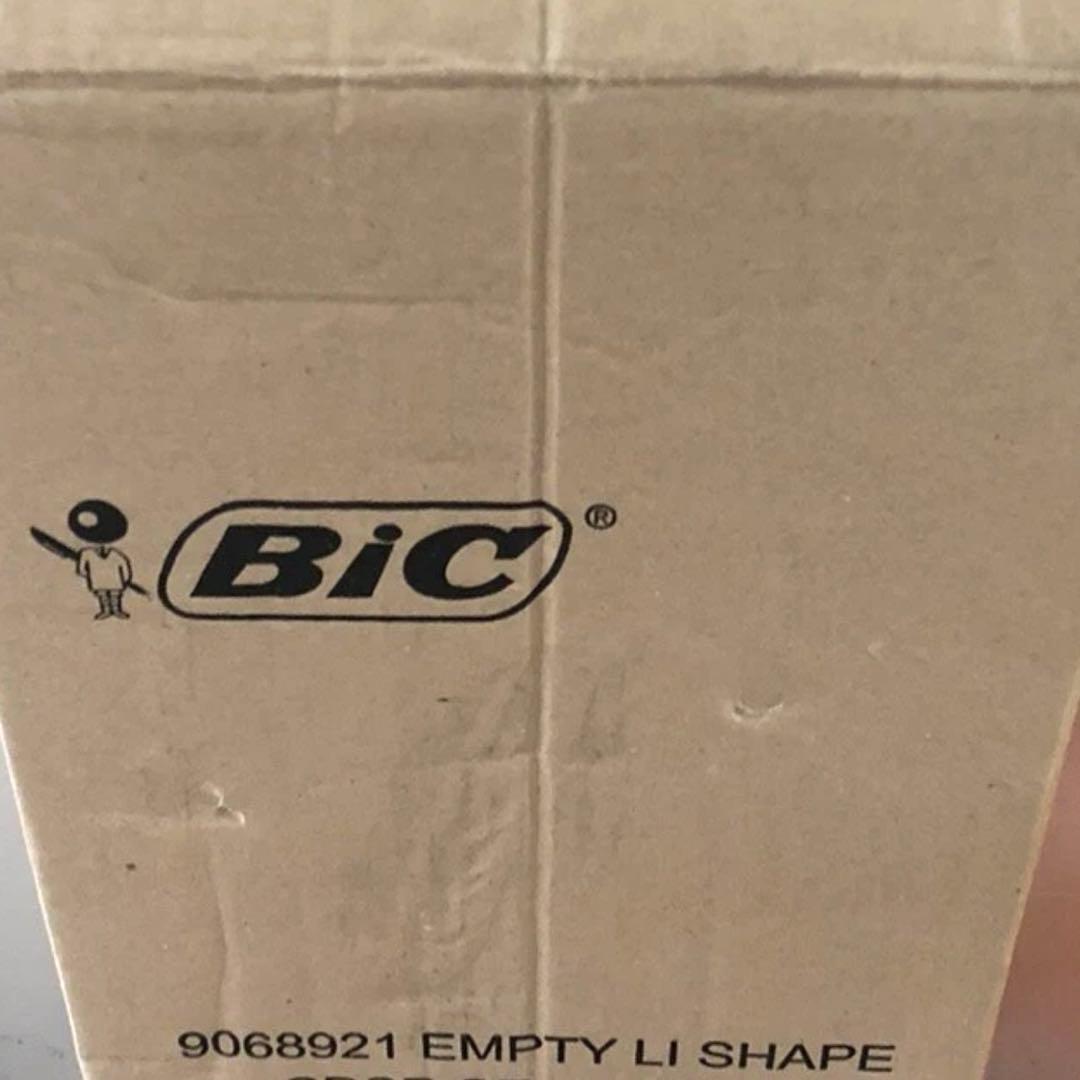 BiC ®
9068921 EMPTY LI SHAPE